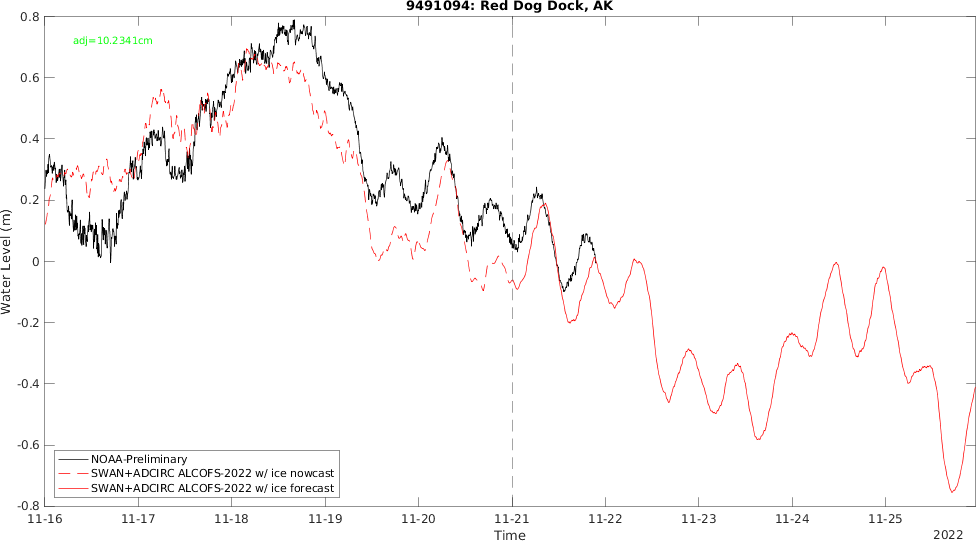 9491094: Red Dog Dock, AK
adj=10.2341cm
Water Level (m)
0.8
0.6
0.4
0.2
0
-0.2
-0.4
-0.6
-0.8
NOAA-Preliminary
SWAN+ADCIRC ALCOFS-2022 w/ ice nowcast
SWAN+ADCIRC ALCOFS-2022 w/ ice forecast
11-16 11-17 11-18 11-19 11-20 11-21 11-22 11-23 11-24 11-25
Time
2022